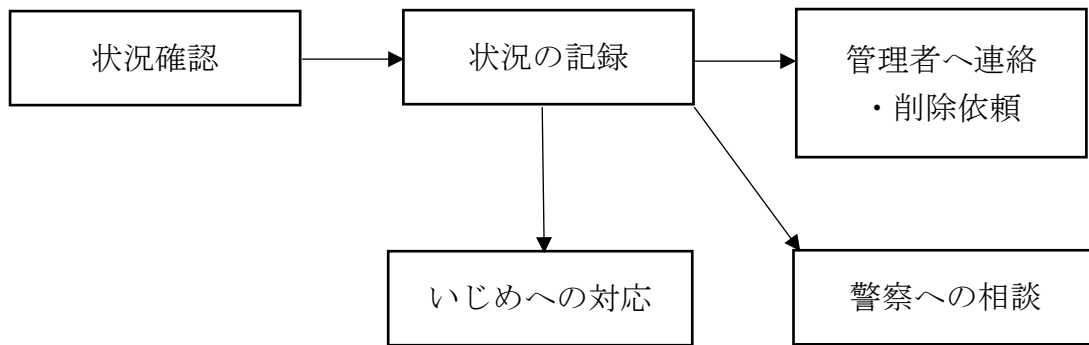 状況確認
状況の記録
管理者へ連絡
・削除依頼
いじめへの対応
警察への相談